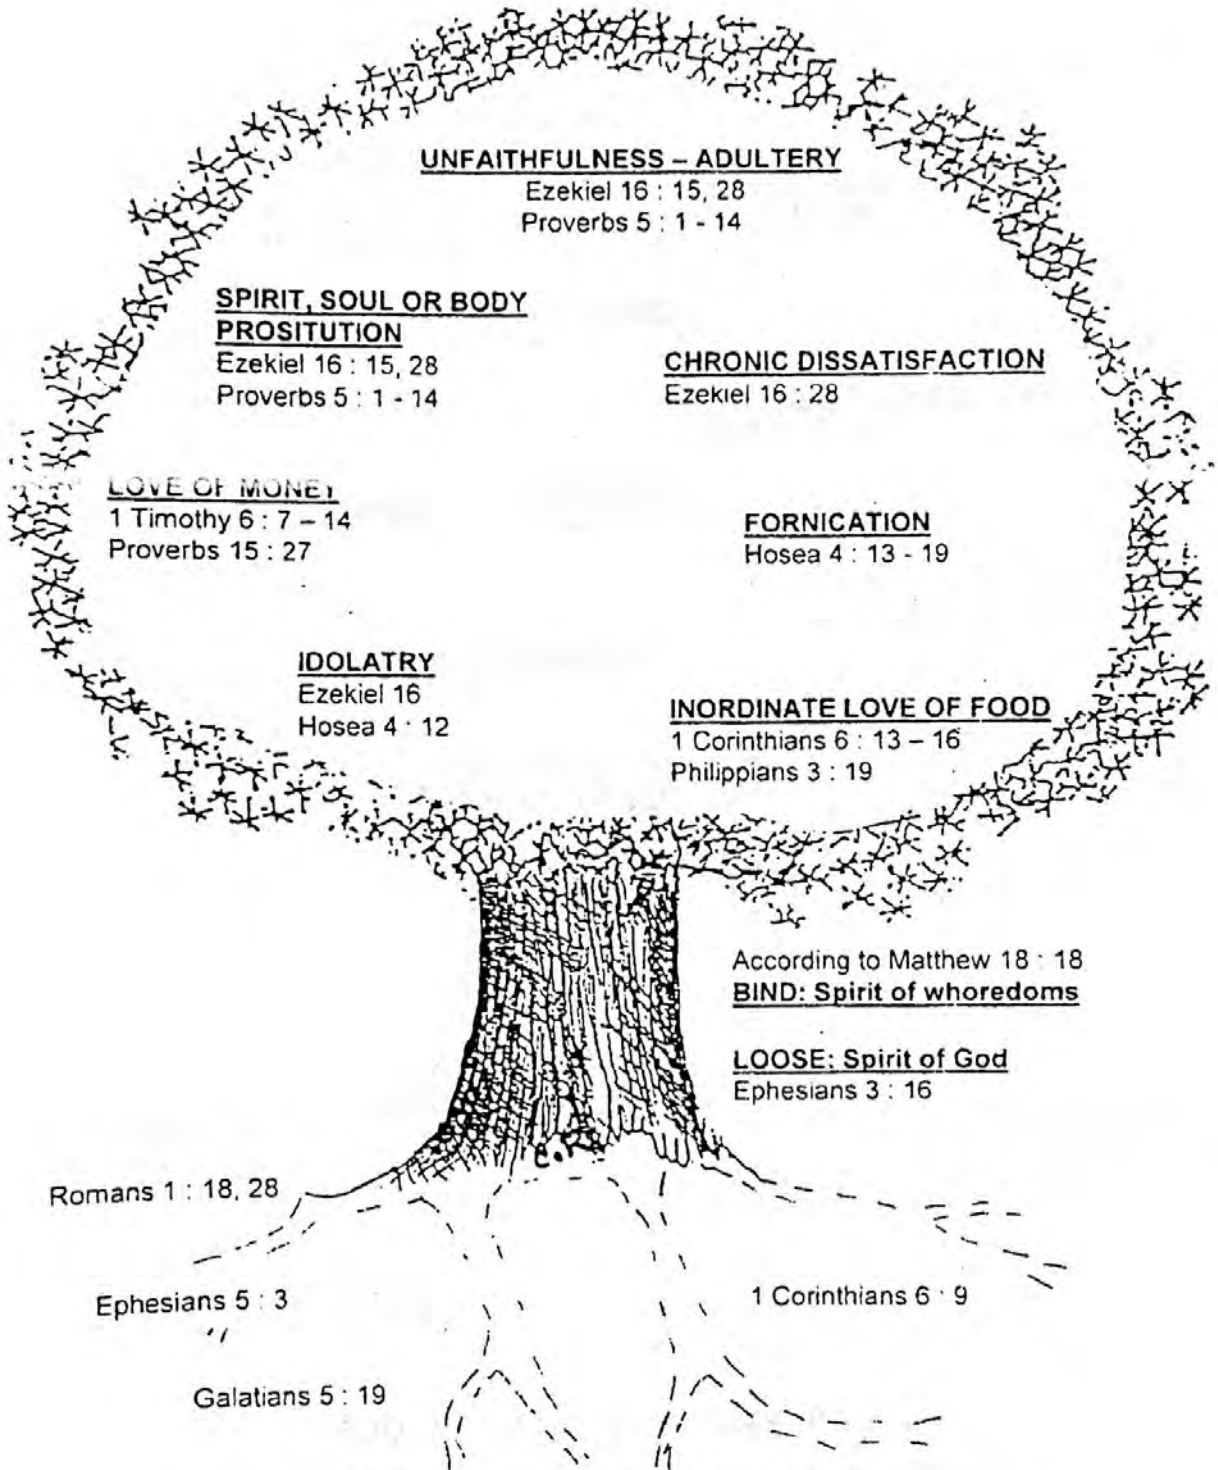 UNFAITHFULNESS – ADULTERY
Ezekiel 16 : 15, 28
Proverbs 5 : 1 - 14
SPIRIT, SOUL OR BODY
PROSITUTION
Ezekiel 16 : 15, 28
Proverbs 5 : 1 - 14
CHRONIC DISSATISFACTION
Ezekiel 16 : 28
LOVE OF MONEY
1 Timothy 6 : 7 – 14
Proverbs 15 : 27
FORNICATION
Hosea 4 : 13 - 19
IDOLATRY
Ezekiel 16
Hosea 4 : 12
INORDINATE LOVE OF FOOD
1 Corinthians 6 : 13 – 16
Philippians 3 : 19
According to Matthew 18 : 18
BIND: Spirit of whoredoms
LOOSE: Spirit of God
Ephesians 3 : 16
Romans 1 : 18, 28
Ephesians 5 : 3
1 Corinthians 6 : 9
Galatians 5 : 19